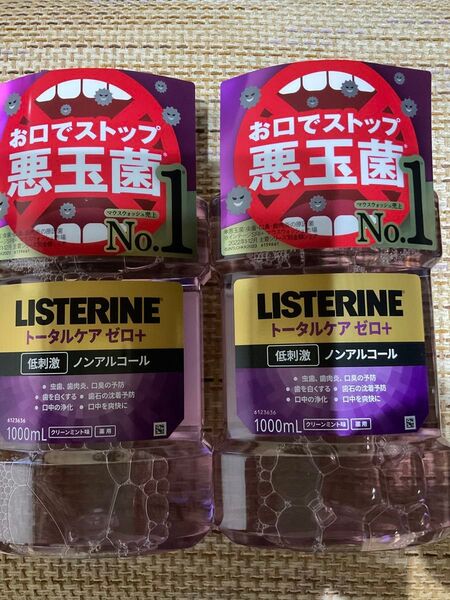 お口でストップ
悪玉菌*
マウスウォッシュ売上
No.1
LISTERINE®
トータルケア ゼロ+
低刺激 ノンアルコール
• 虫歯、歯肉炎、口臭の予防
• 歯を白くする • 歯石の沈着予防
• 口中の浄化 • 口中を爽快に
6123636
1000mL
クリーンミント味 薬用
お口でストップ
悪玉菌*
マウスウォッシュ売上
No.1
LISTERINE®
トータルケア ゼロ+
低刺激 ノンアルコール
• 虫歯、歯肉炎、口臭の予防
• 歯を白くする • 歯石の沈着予防
• 口中の浄化 • 口中を爽快に
6123636
1000mL
クリーンミント味 薬用